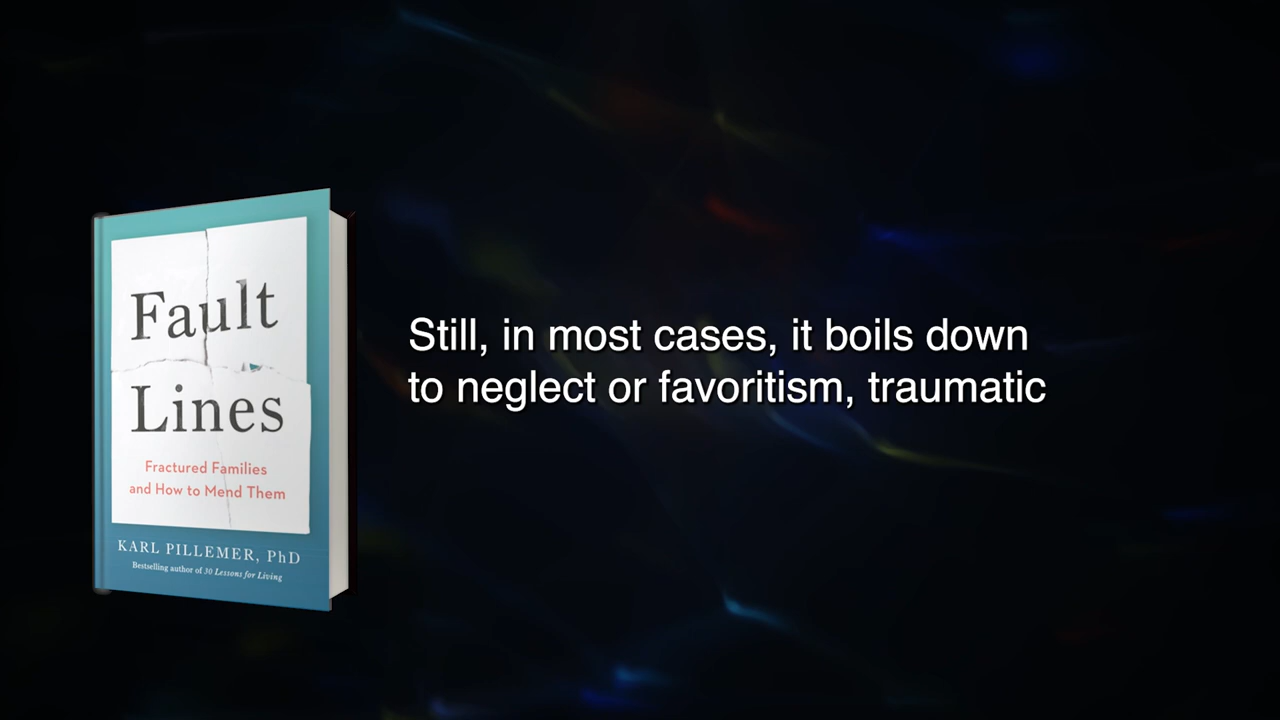 Fault
Lines
Fractured Families
and How to Mend Them
KARL PILLEMER, PhD
Bestselling author of 30 Lessons for Living
Still, in most cases, it boils down
to neglect or favoritism, traumatic